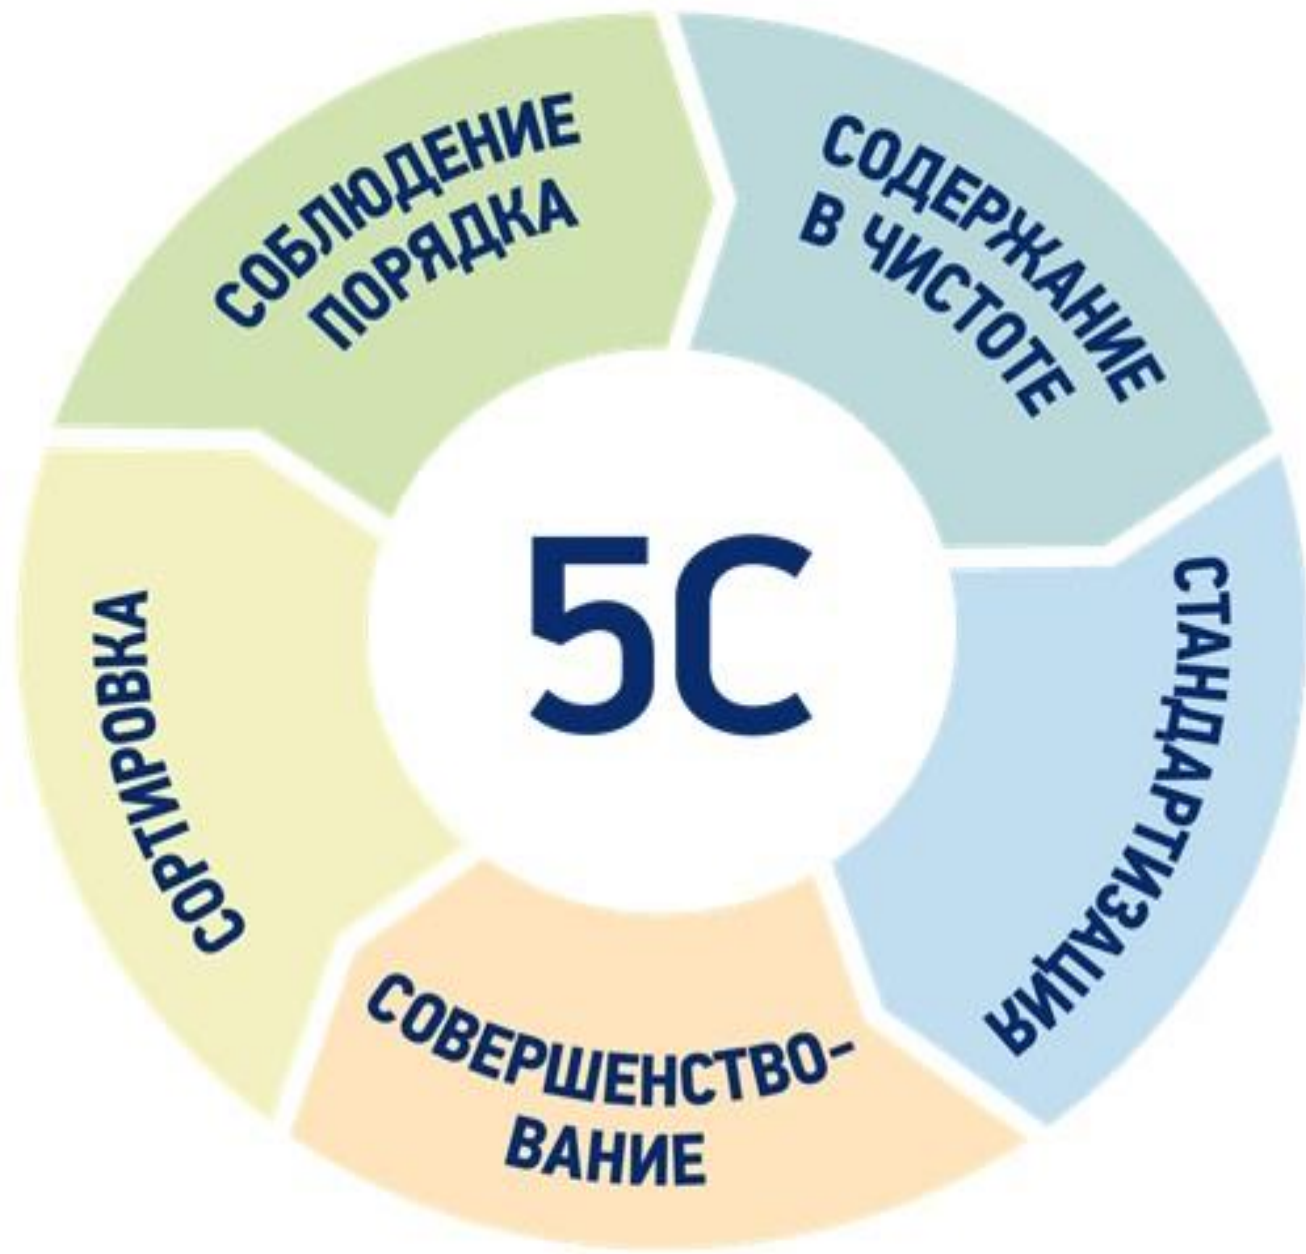 СОБЛЮДЕНИЕ
ПОРЯДКА
СОДЕРЖАНИЕ
В ЧИСТОТЕ
СТАНДАРТИЗАЦИЯ
СОВЕРШЕНСТВО-
ВАНИЕ
СОРТИРОВКА
5С